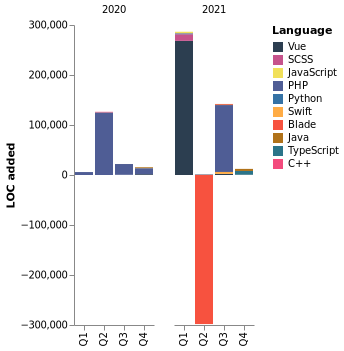 2020 2021
300,000
200,000
100,000
0
−100,000
−200,000
−300,000
LOC added
Q1 Q2 Q3 Q4 Q1 Q2 Q3 Q4
Language
Vue
SCSS
JavaScript
PHP
Python
Swift
Blade
Java
TypeScript
C++